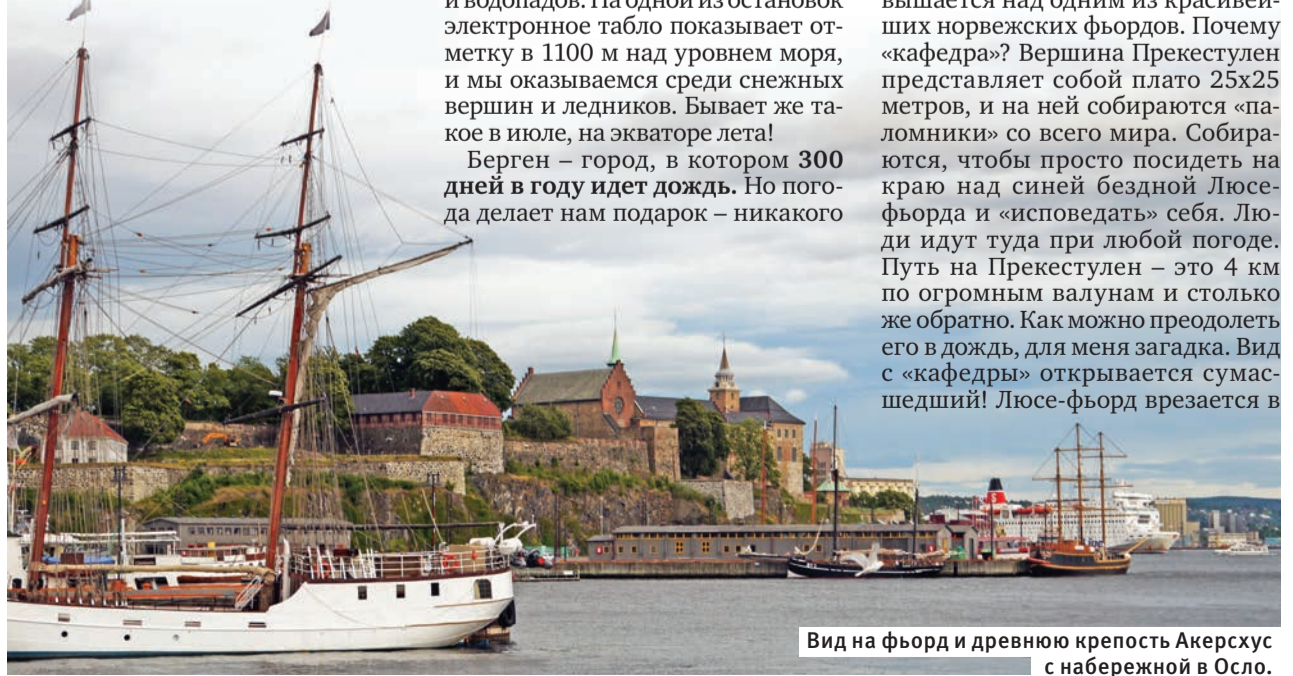 и водопадов. На одной из остановок
электронное табло показывает от-
метку в 1100 м над уровнем моря,
и мы оказываемся среди снежных
вершин и ледников. Бывает же та-
кое в июле, на экваторе лета!
Берген – город, в котором 300
дней в году идет дождь. Но пого-
да делает нам подарок – никакого
вышается над одним из красивей-
ших норвежских фьордов. Почему
«кафедра»? Вершина Прекестулен
представляет собой плато 25х25
метров, и на ней собираются «па-
ломники» со всего мира. Собира-
ются, чтобы просто посидеть на
краю над синей бездной Люсе-
фьорда и «исповедать» себя. Лю-
ди идут туда при любой погоде.
Путь на Прекестулен – это 4 км
по огромным валунам и столько
же обратно. Как можно преодолеть
его в дождь, для меня загадка. Вид
с «кафедры» открывается сумас-
шедший! Люсе-фьорд врезается в
Вид на фьорд и древнюю крепость Акерсхус
с набережной в Осло.